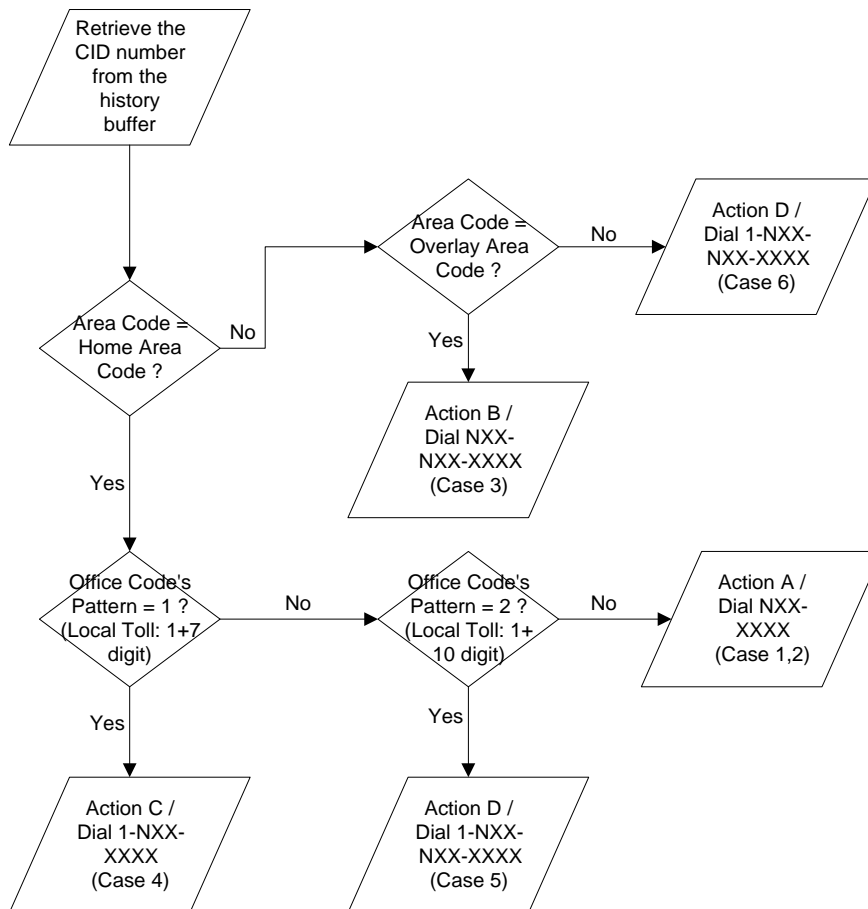 Retrieve the
CID number
from the
history
buffer
Area Code =
Overlay Area
Code ?
No
Action D /
Dial 1-NXX-
NXX-XXXX
(Case 6)
Area Code =
Home Area
Code ?
No
Yes
Action B /
Dial NXX-
NXX-XXXX
(Case 3)
Yes
Office Code's
Pattern = 1 ?
(Local Toll: 1+7
digit)
No
Office Code's
Pattern = 2 ?
(Local Toll: 1+
10 digit)
No
Action A /
Dial NXX-
XXXX
(Case 1,2)
Yes
Yes
Action C /
Dial 1-NXX-
XXXX
(Case 4)
Action D /
Dial 1-NXX-
NXX-XXXX
(Case 5)